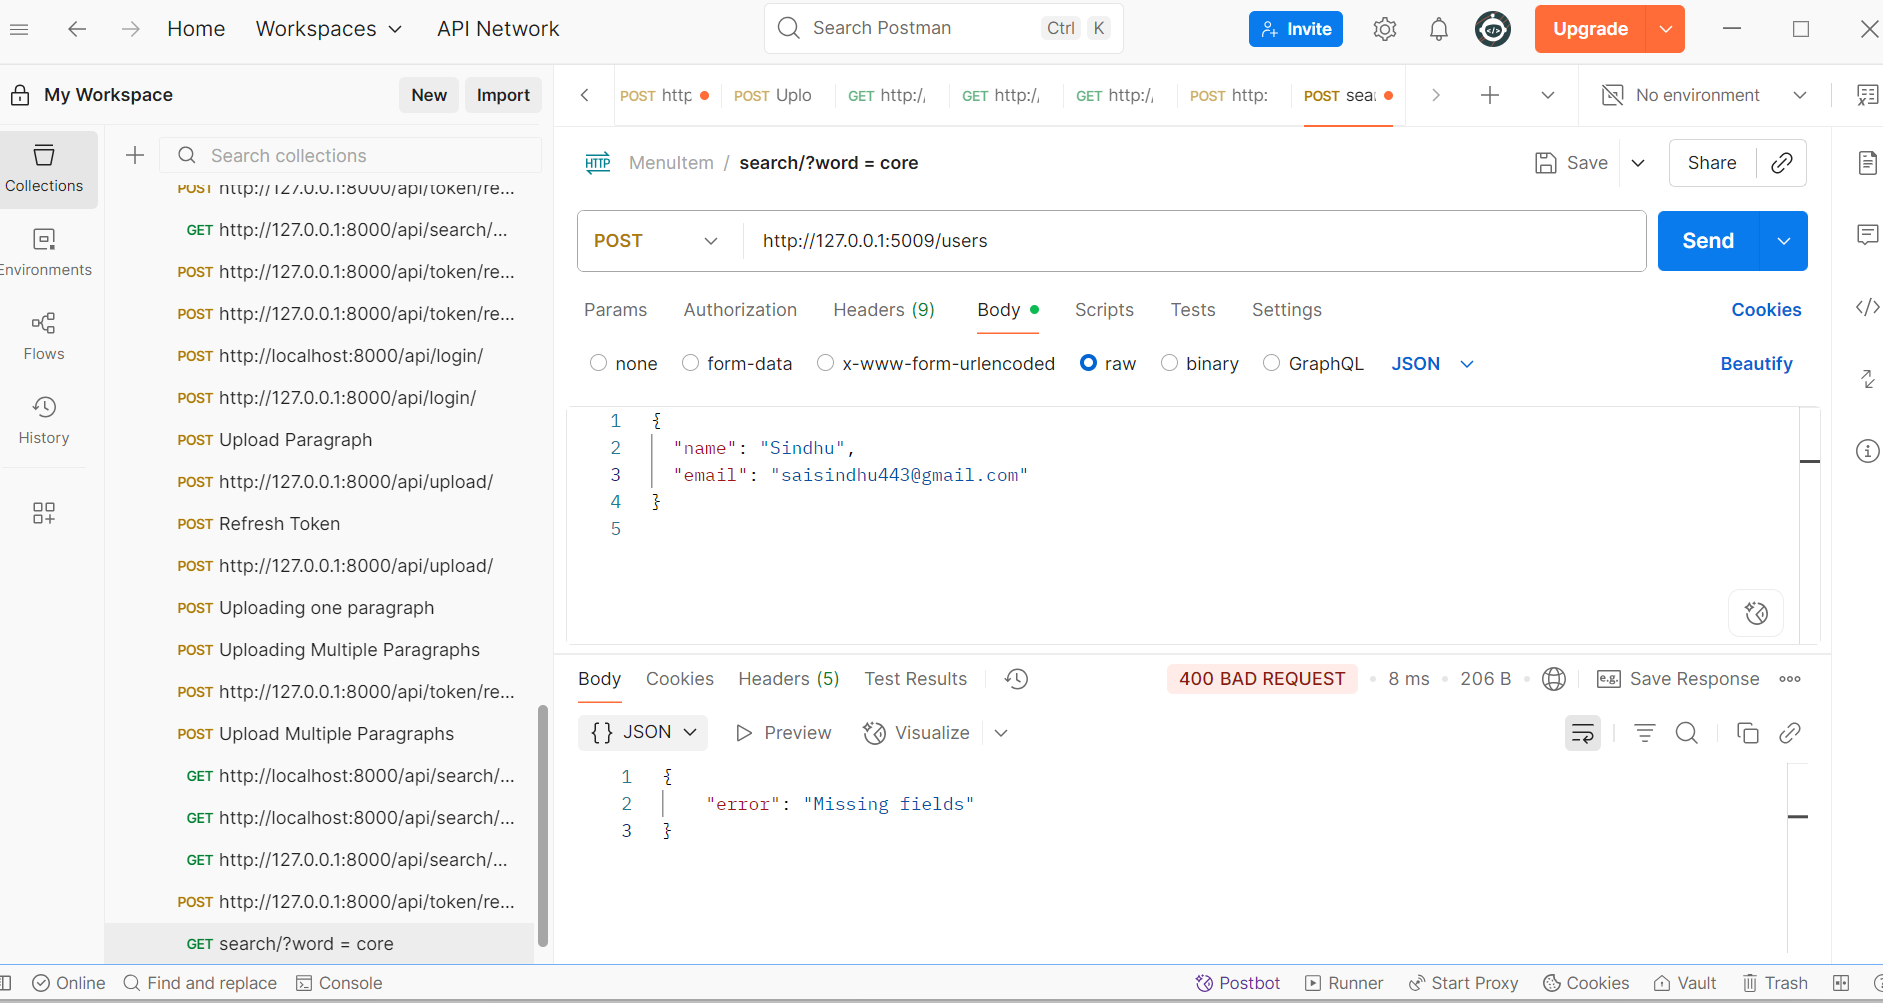 Home Workspaces API Network Search Postman Ctrl K Invite Upgrade
My Workspace New Import
POST http POST Uplo GET http:/ GET http:/ GET http:/ POST http: POST sea No environment
Collections
Environments
Flows
History
Search collections
POST http://127.0.0.1:8000/api/token/re...
GET http://127.0.0.1:8000/api/search/...
POST http://127.0.0.1:8000/api/token/re...
POST http://127.0.0.1:8000/api/token/re...
POST http://localhost:8000/api/login/
POST http://127.0.0.1:8000/api/login/
POST Upload Paragraph
POST http://127.0.0.1:8000/api/upload/
POST Refresh Token
POST http://127.0.0.1:8000/api/upload/
POST Uploading one paragraph
POST Uploading Multiple Paragraphs
POST http://127.0.0.1:8000/api/token/re...
POST Upload Multiple Paragraphs
GET http://localhost:8000/api/search/...
GET http://localhost:8000/api/search/...
GET http://127.0.0.1:8000/api/search/...
POST http://127.0.0.1:8000/api/token/re...
GET search/?word = core
HTTP MenuItem / search/?word = core Save Share
POST http://127.0.0.1:5009/users Send
Params Authorization Headers (9) Body Scripts Tests Settings Cookies
none form-data x-www-form-urlencoded raw binary GraphQL JSON Beautify
1 {
2 "name": "Sindhu",
3 "email": "saisindhu443@gmail.com"
4 }
5
Body Cookies Headers (5) Test Results 400 BAD REQUEST 8 ms 206 B e.g. Save Response
{} JSON Preview Visualize
1 {
2 "error": "Missing fields"
3 }
Online Find and replace Console Postbot Runner Start Proxy Cookies Vault Trash